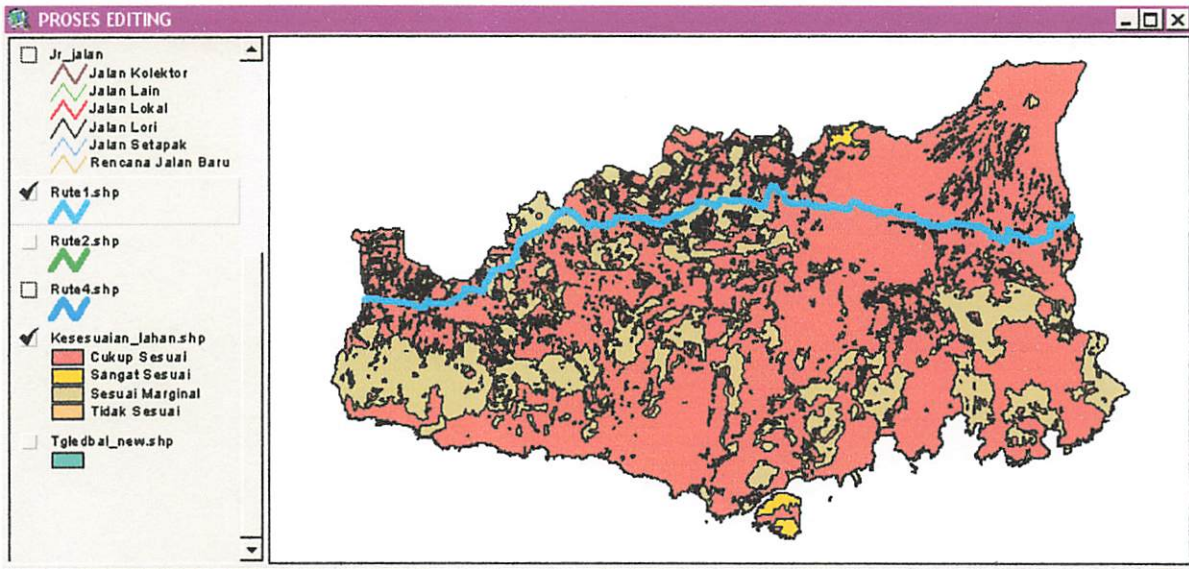 PROSES EDITING
Jr_jalan
Jalan Kolektor
Jalan Lain
Jalan Lokal
Jalan Lori
Jalan Setapak
Rencana Jalan Baru
Rute1.shp
Rute2.shp
Rute4.shp
Kesesuaian_lahan.shp
Cukup Sesuai
Sangat Sesuai
Sesuai Marginal
Tidak Sesuai
Tgledbal_new.shp